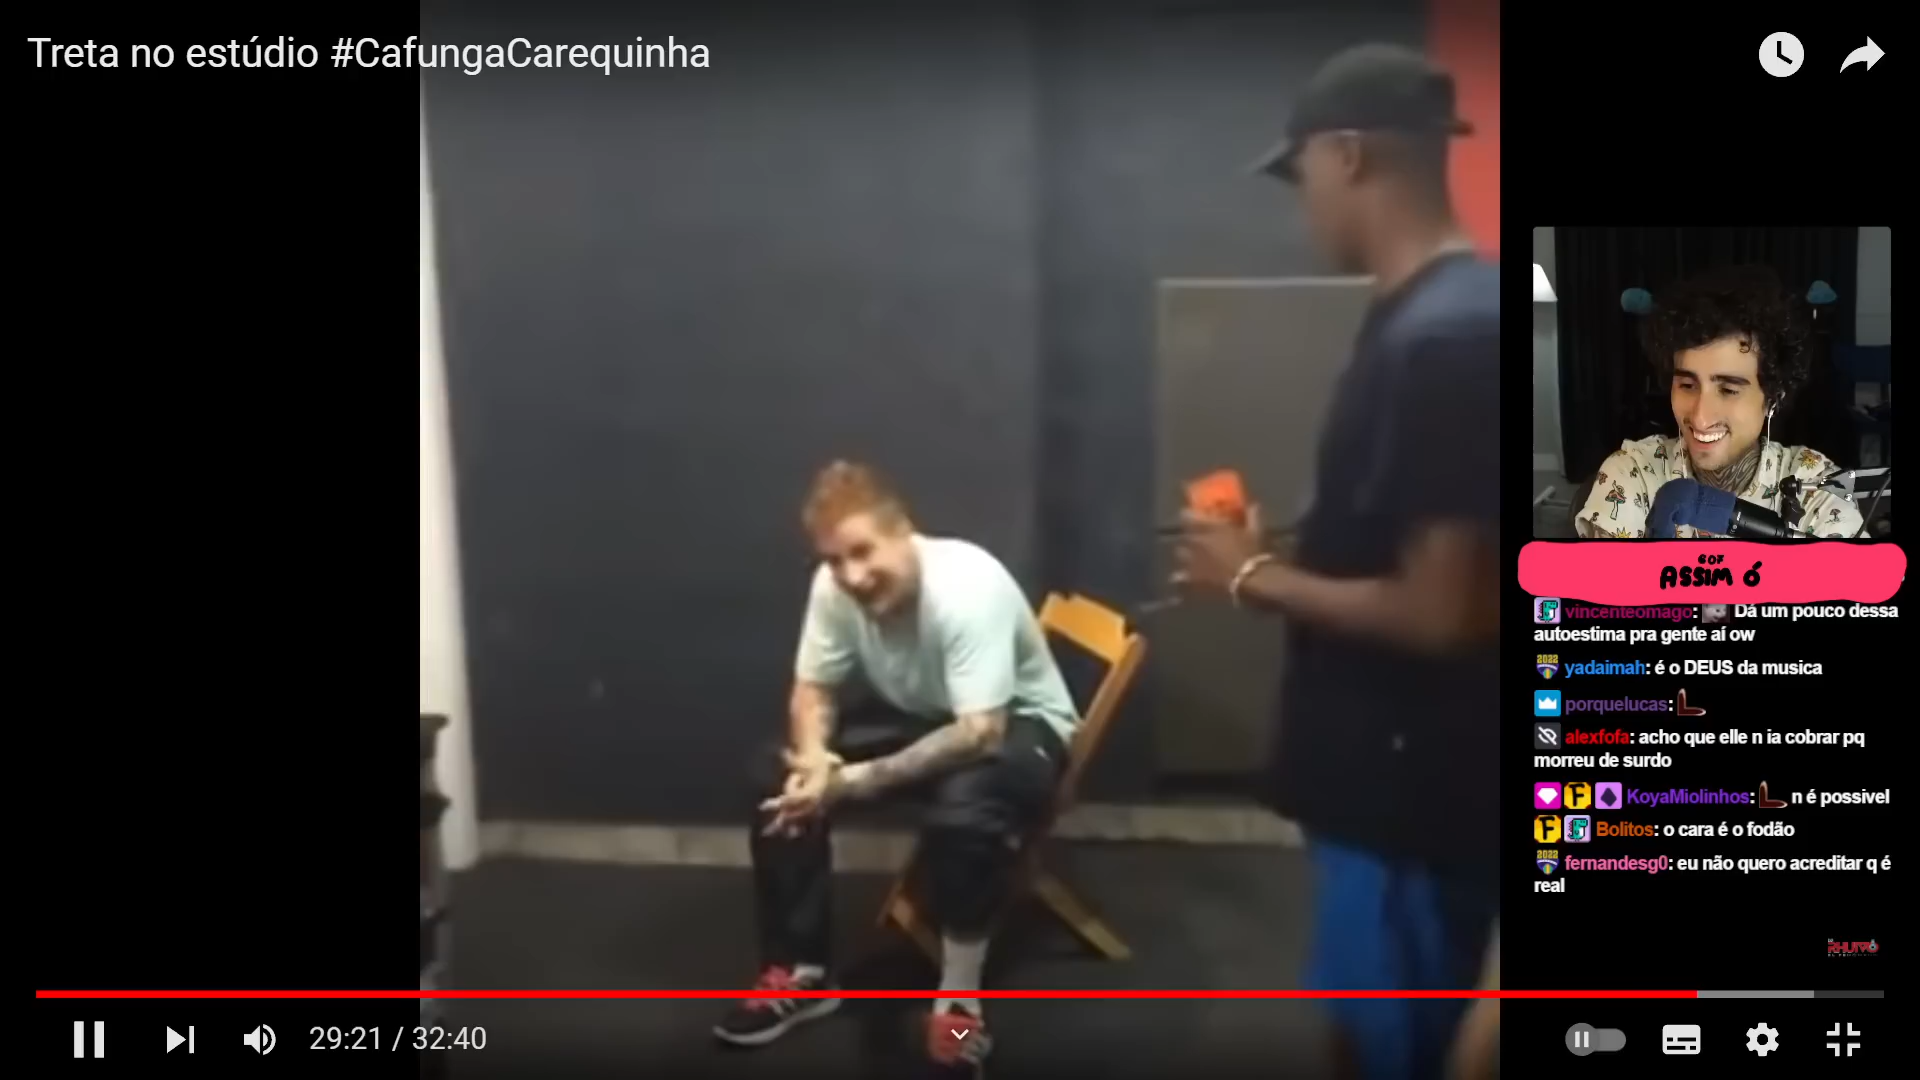 Treta no estúdio #CafungaCarequinha
GOF
ASSIM Ó
vincenteomago: Dá um pouco dessa
autoestima pra gente aí ow
yadaimah: é o DEUS da musica
porquelucas:
alexfofa: acho que elle n ia cobrar pq
morreu de surdo
KoyaMiolinhos: n é possivel
Bolitos: o cara é o fodão
fernandesg0: eu não quero acreditar q é
real
RHUIVO
29:21 / 32:40